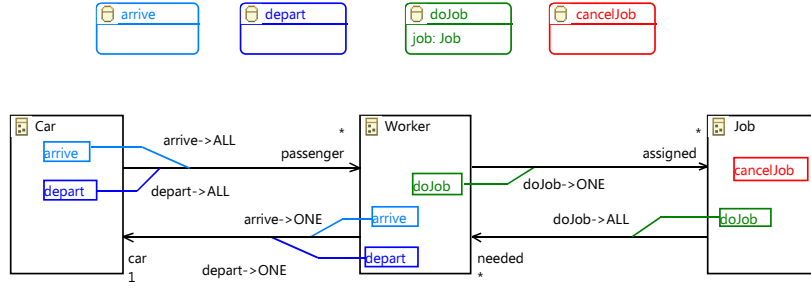 arrive
depart
doJob
cancelJob
job: Job
Car
Worker
Job
arrive->ALL
*
*
passenger
assigned
arrive
cancelJob
depart
depart->ALL
doJob
doJob->ONE
arrive->ONE
arrive
doJob->ALL
doJob
depart
car
needed
depart->ONE
1
*